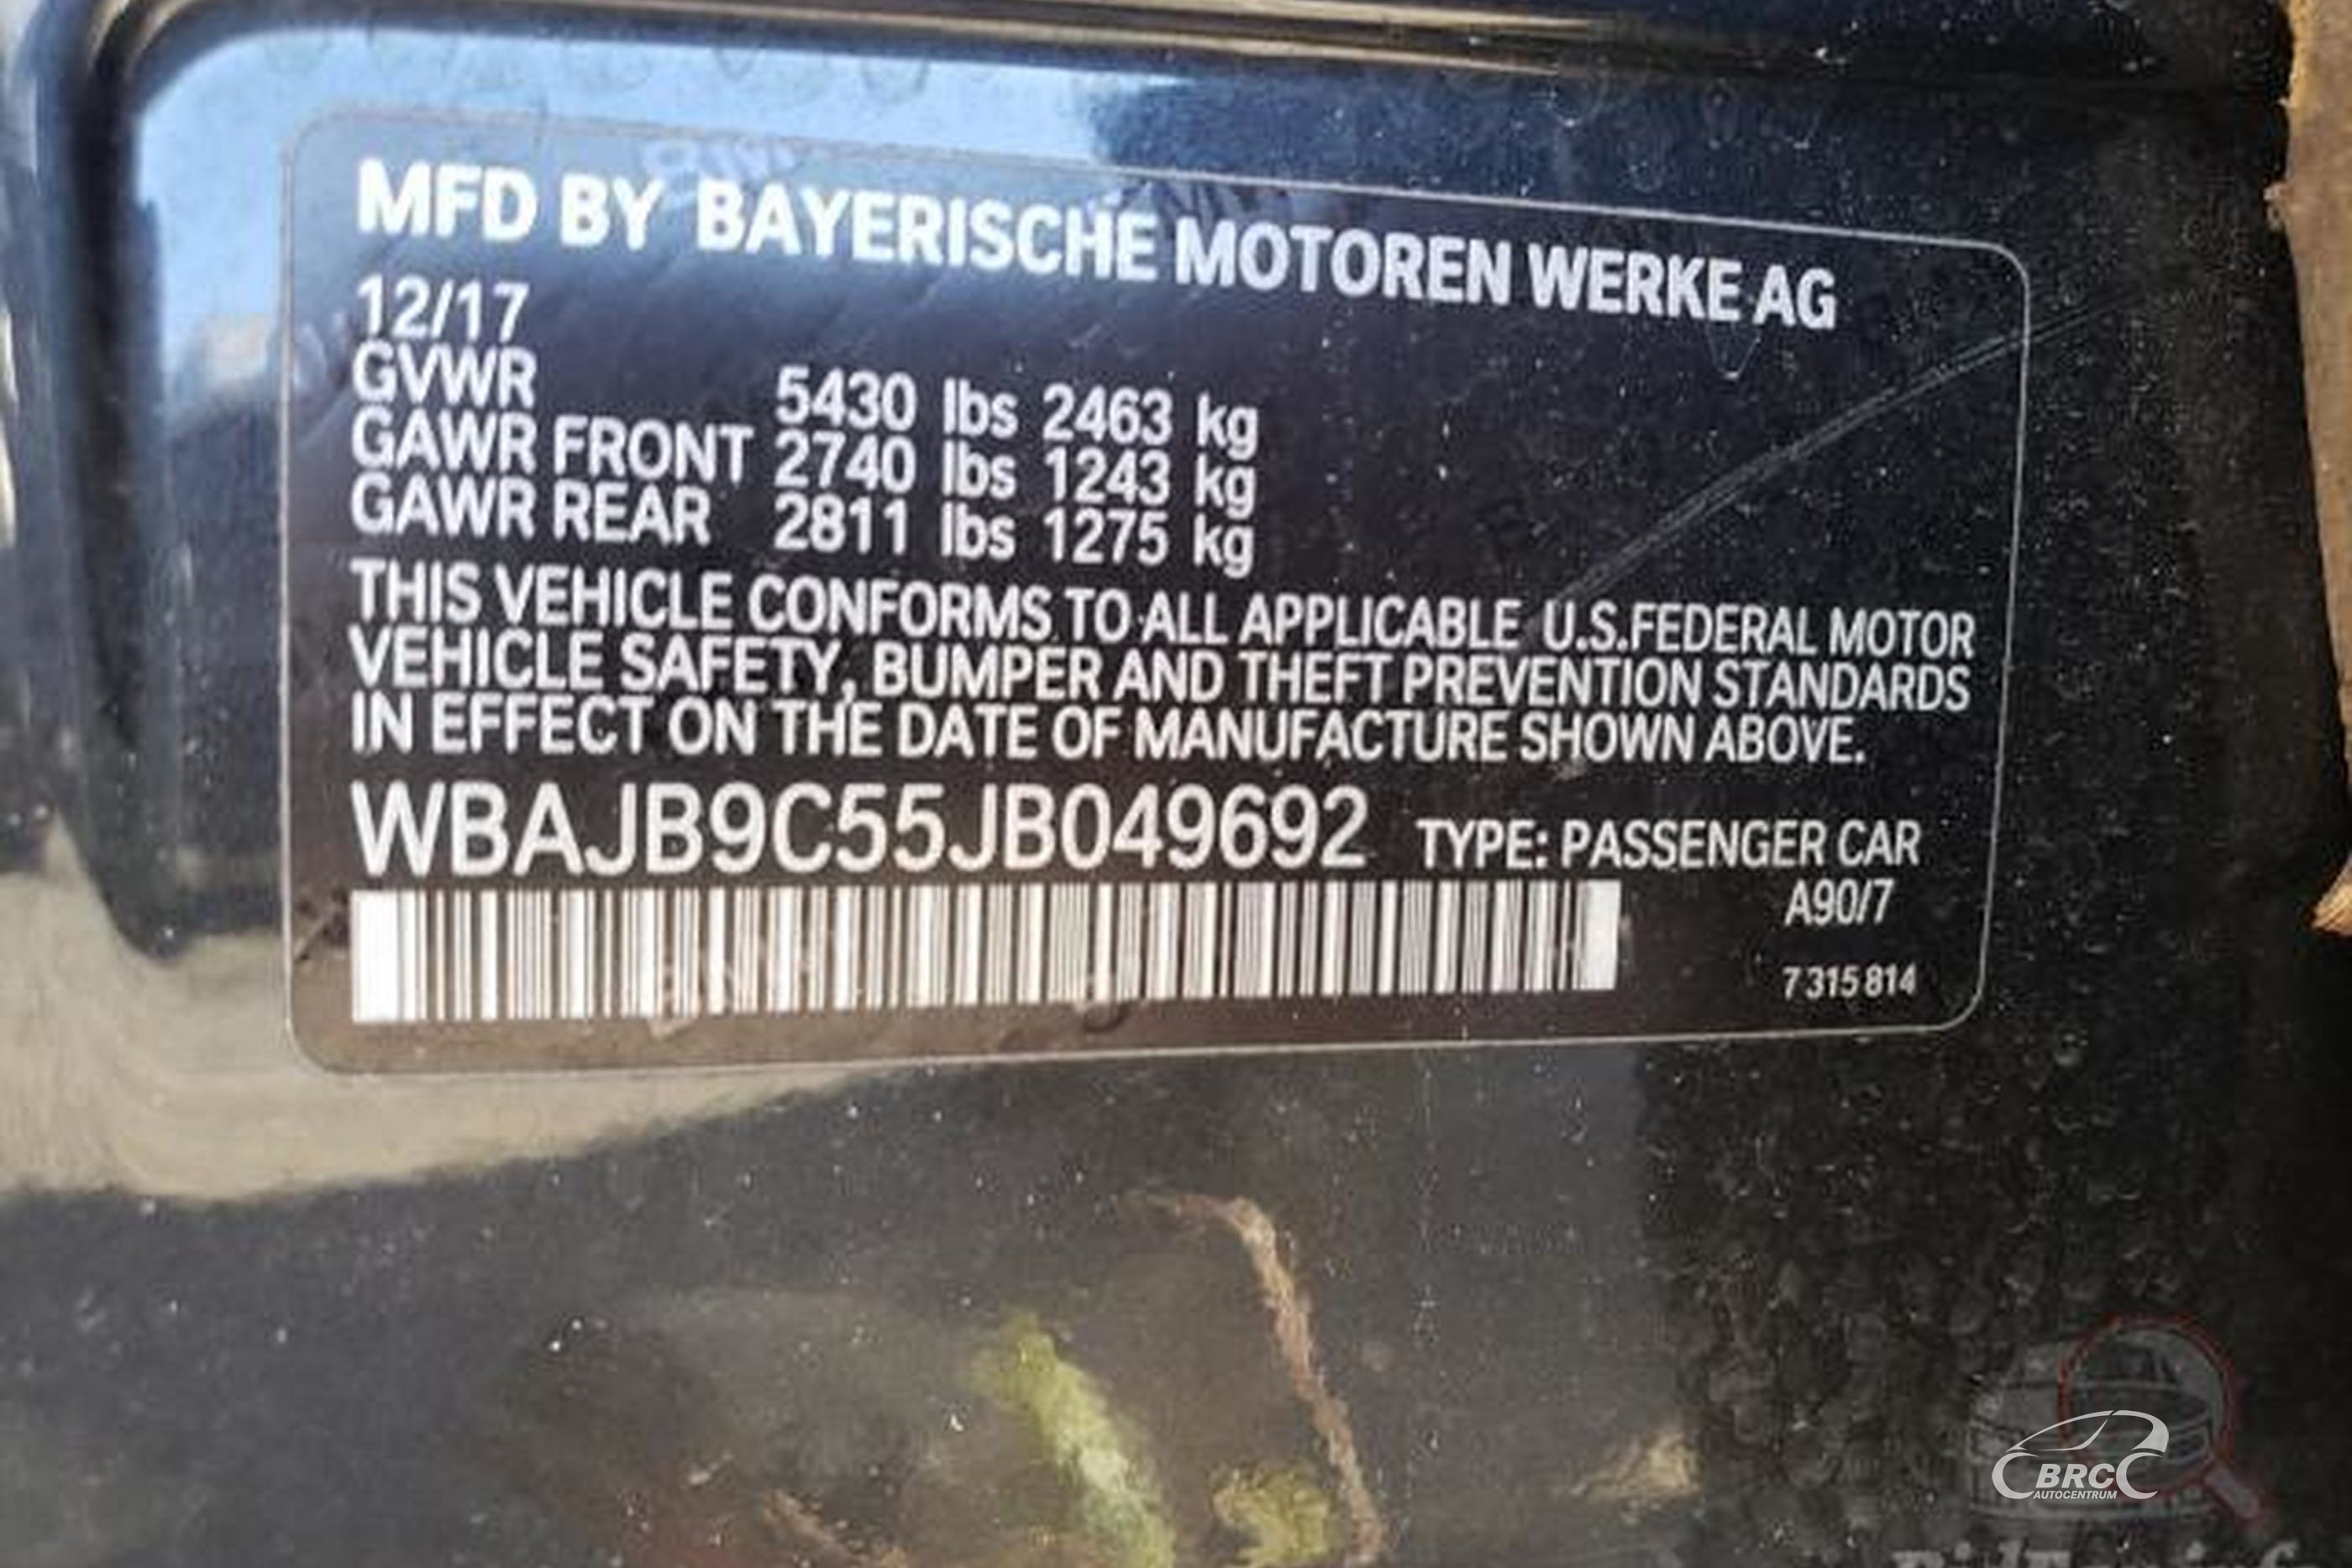 MFD BY BAYERISCHE MOTOREN WERKE AG
12/17
GVWR 5430 lbs 2463 kg
GAWR FRONT 2740 lbs 1243 kg
GAWR REAR 2811 lbs 1275 kg
THIS VEHICLE CONFORMS TO ALL APPLICABLE U.S.FEDERAL MOTOR
VEHICLE SAFETY, BUMPER AND THEFT PREVENTION STANDARDS
IN EFFECT ON THE DATE OF MANUFACTURE SHOWN ABOVE.
WBAJB9C55JB049692 TYPE: PASSENGER CAR
A90/7
7 315 814
BRC
AUTOCENTRUM